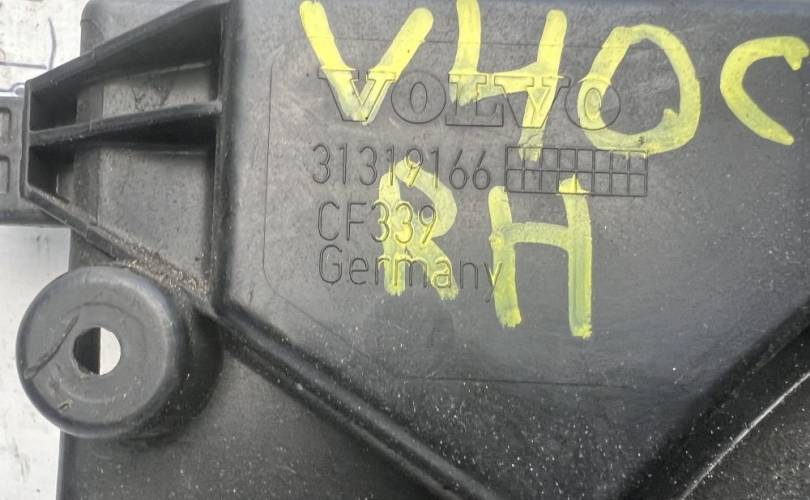 V40C
VOLVO
31319166
RH
CF339
Germany